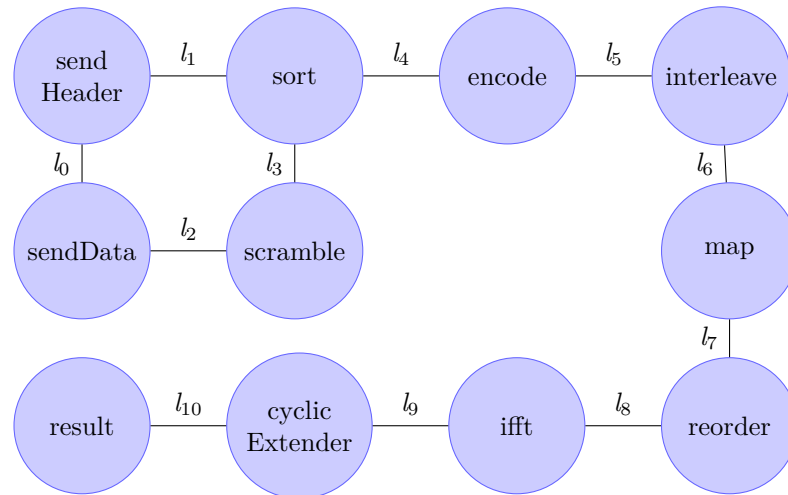 send
Header
l1
sort
l4
encode
l5
interleave
l0
l3
l6
sendData
l2
scramble
map
l7
result
l10
cyclic
Extender
l9
ifft
l8
reorder